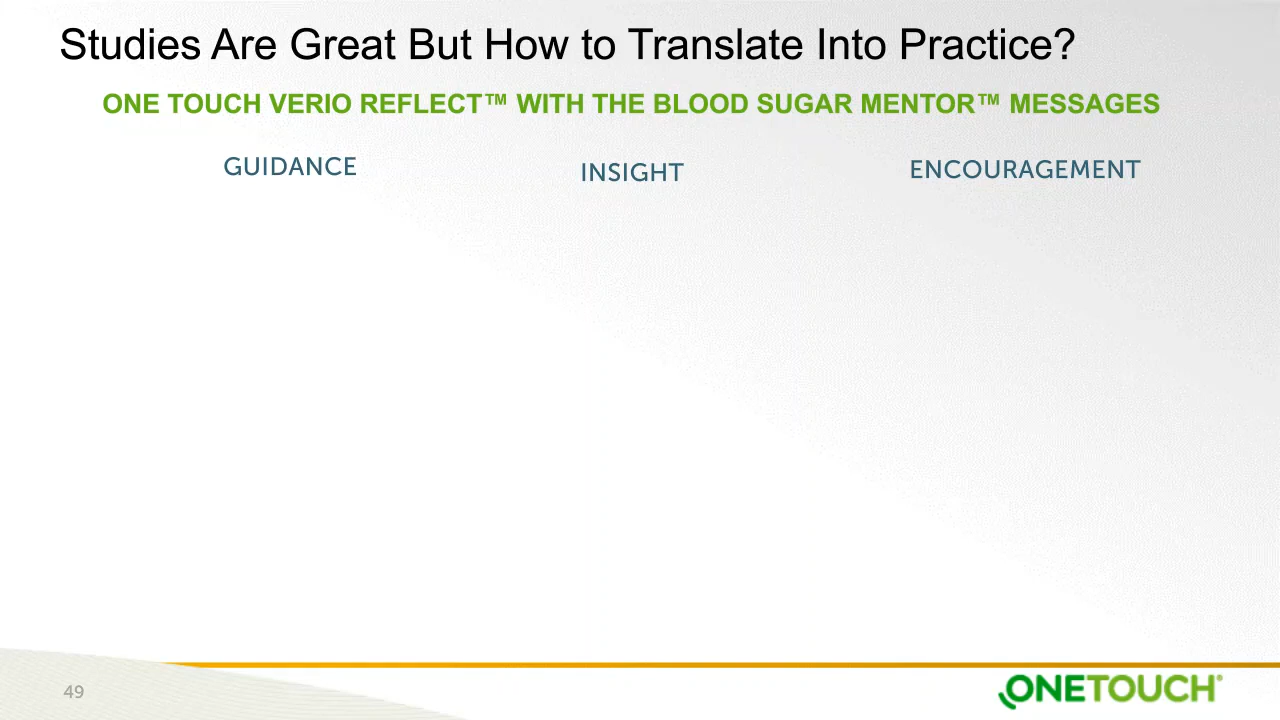 Studies Are Great But How to Translate Into Practice?
ONE TOUCH VERIO REFLECT™ WITH THE BLOOD SUGAR MENTOR™ MESSAGES
GUIDANCE
INSIGHT
ENCOURAGEMENT
49
ONETOUCH®